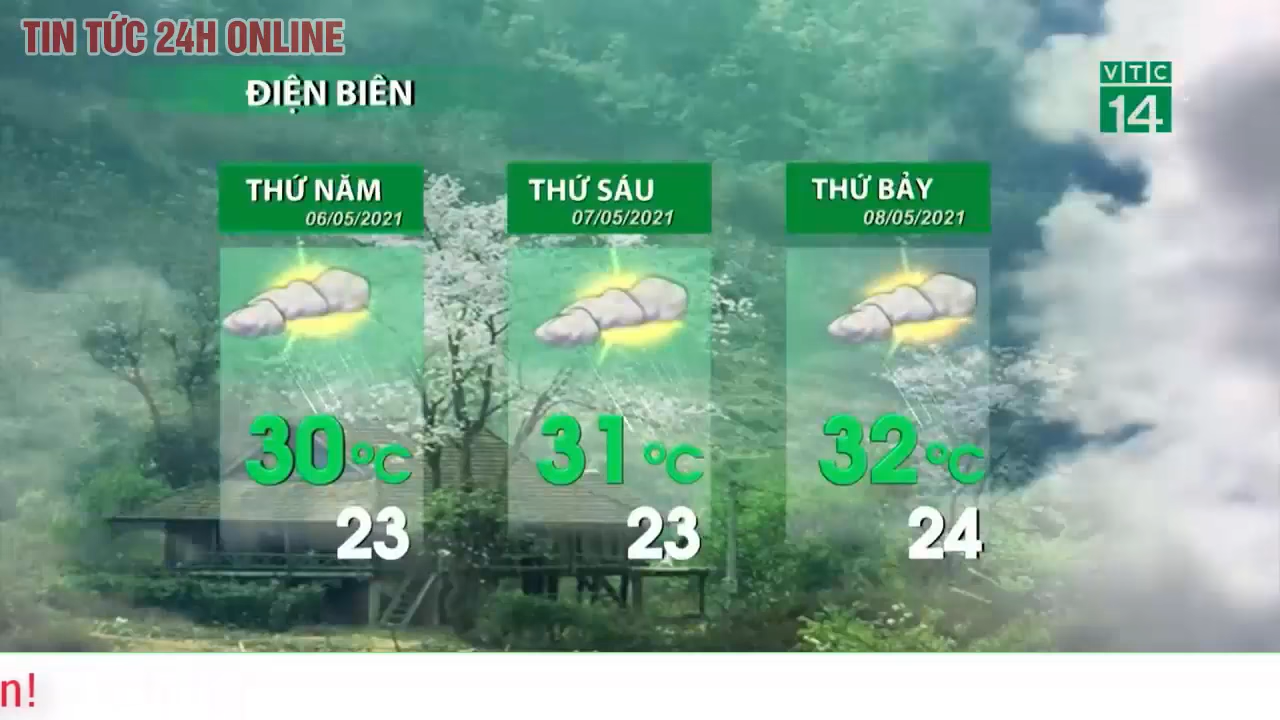 TIN TỨC 24H ONLINE
ĐIỆN BIÊN
VTC
14
THỨ NĂM
06/05/2021
THỨ SÁU
07/05/2021
THỨ BẢY
08/05/2021
30°C
31°C
32°C
23
23
24
n!